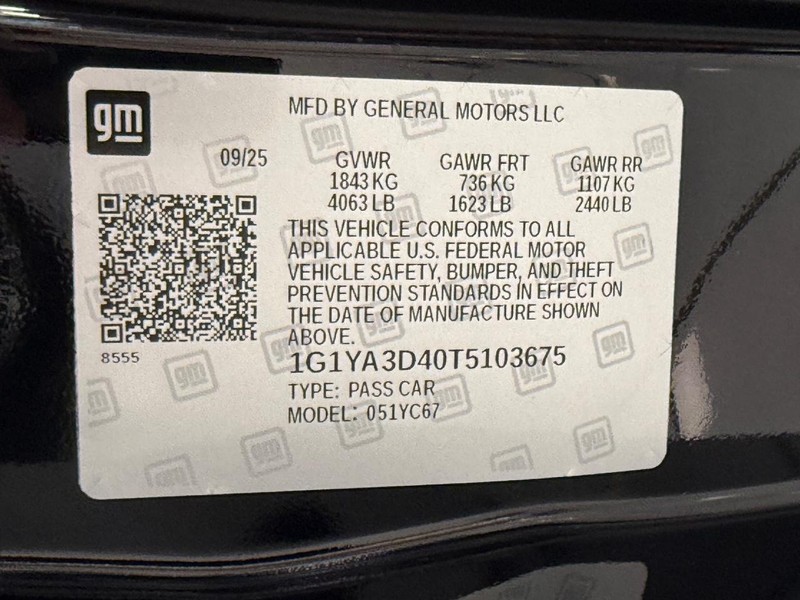 gm
MFD BY GENERAL MOTORS LLC
09/25
GVWR GAWR FRT GAWR RR
1843 KG 736 KG 1107 KG
4063 LB 1623 LB 2440 LB
THIS VEHICLE CONFORMS TO ALL
APPLICABLE U.S. FEDERAL MOTOR
VEHICLE SAFETY, BUMPER, AND THEFT
PREVENTION STANDARDS IN EFFECT ON
THE DATE OF MANUFACTURE SHOWN
ABOVE.
8555
1G1YA3D40T5103675
TYPE: PASS CAR
MODEL: 051YC67